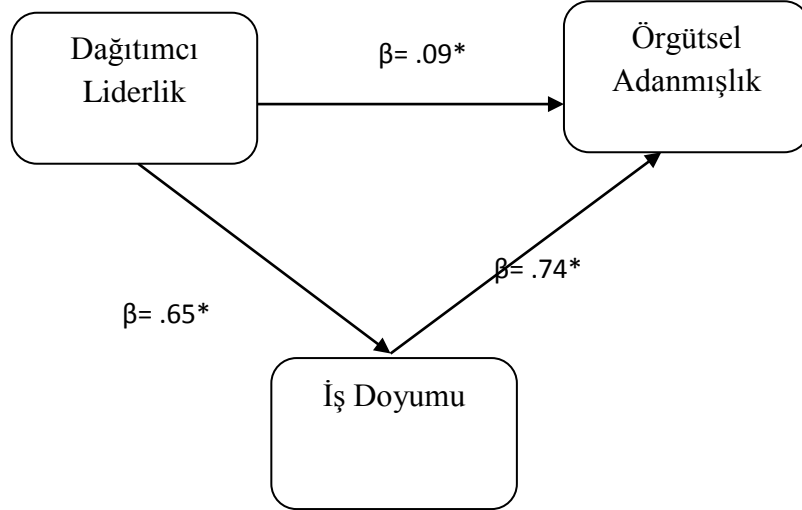 Dağıtımcı
Liderlik
β= .09*
Örgütsel
Adanmışlık
β= .65*
β= .74*
İş Doyumu